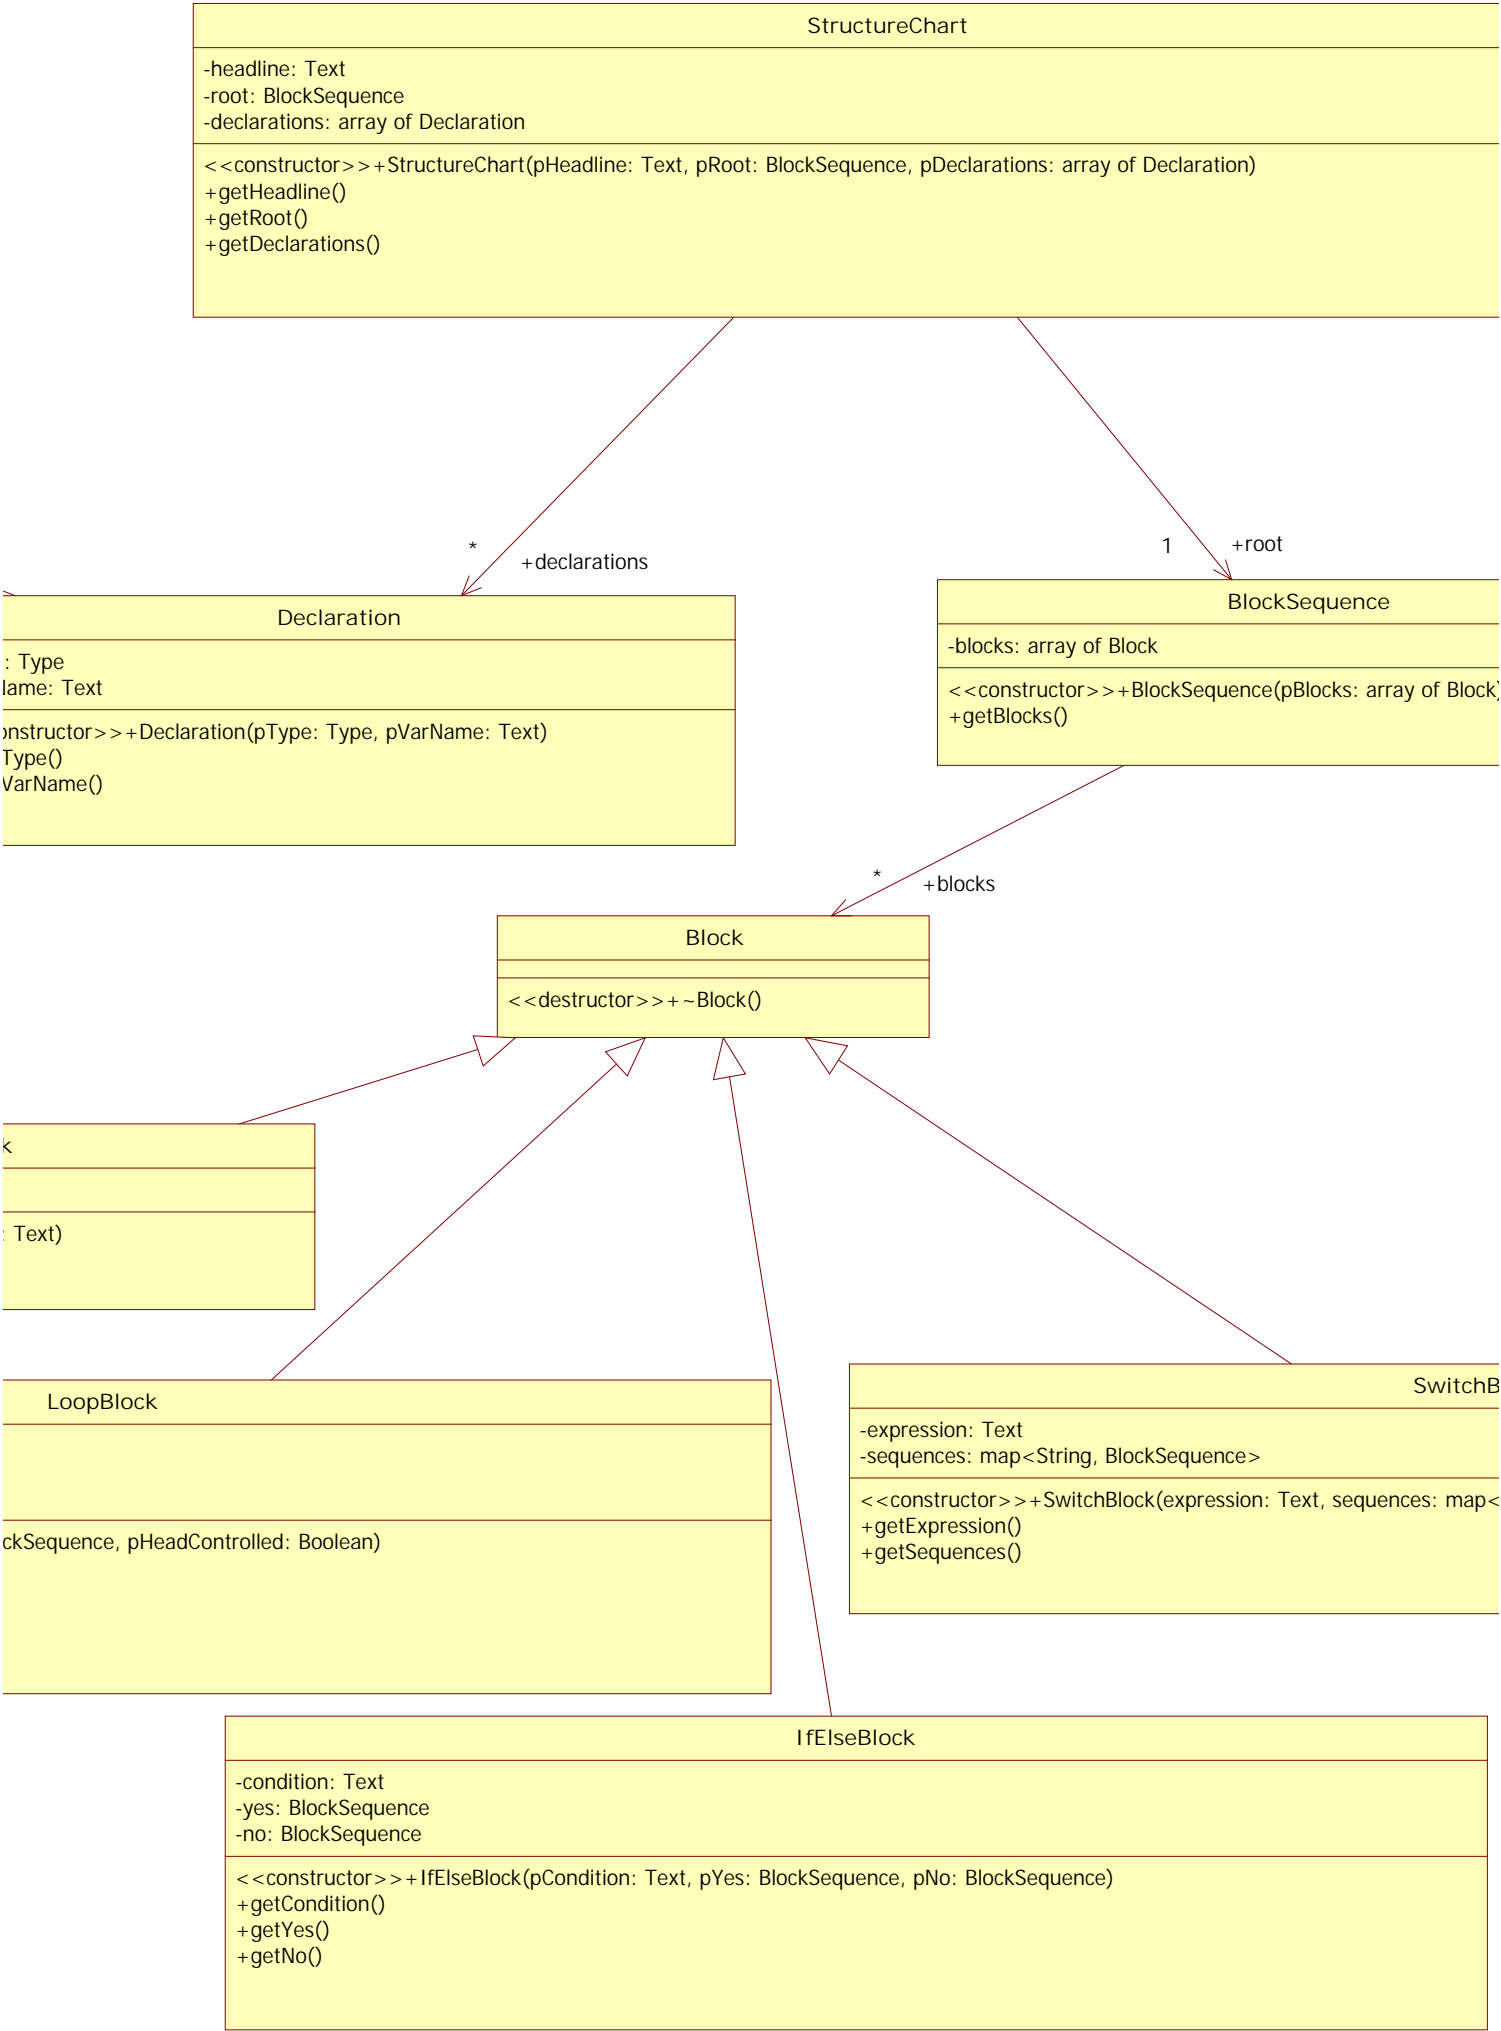 StructureChart
-headline: Text
-root: BlockSequence
-declarations: array of Declaration
<<constructor>>+StructureChart(pHeadline: Text, pRoot: BlockSequence, pDeclarations: array of Declaration)
+getHeadline()
+getRoot()
+getDeclarations()
*
+declarations
1
+root
Declaration
: Type
Name: Text
onstructor>>+Declaration(pType: Type, pVarName: Text)
Type()
VarName()
BlockSequence
-blocks: array of Block
<<constructor>>+BlockSequence(pBlocks: array of Block)
+getBlocks()
*
+blocks
Block
<<destructor>>+~Block()
k
: Text)
LoopBlock
ckSequence, pHeadControlled: Boolean)
SwitchB
-expression: Text
-sequences: map<String, BlockSequence>
<<constructor>>+SwitchBlock(expression: Text, sequences: map<
+getExpression()
+getSequences()
IfElseBlock
-condition: Text
-yes: BlockSequence
-no: BlockSequence
<<constructor>>+IfElseBlock(pCondition: Text, pYes: BlockSequence, pNo: BlockSequence)
+getCondition()
+getYes()
+getNo()